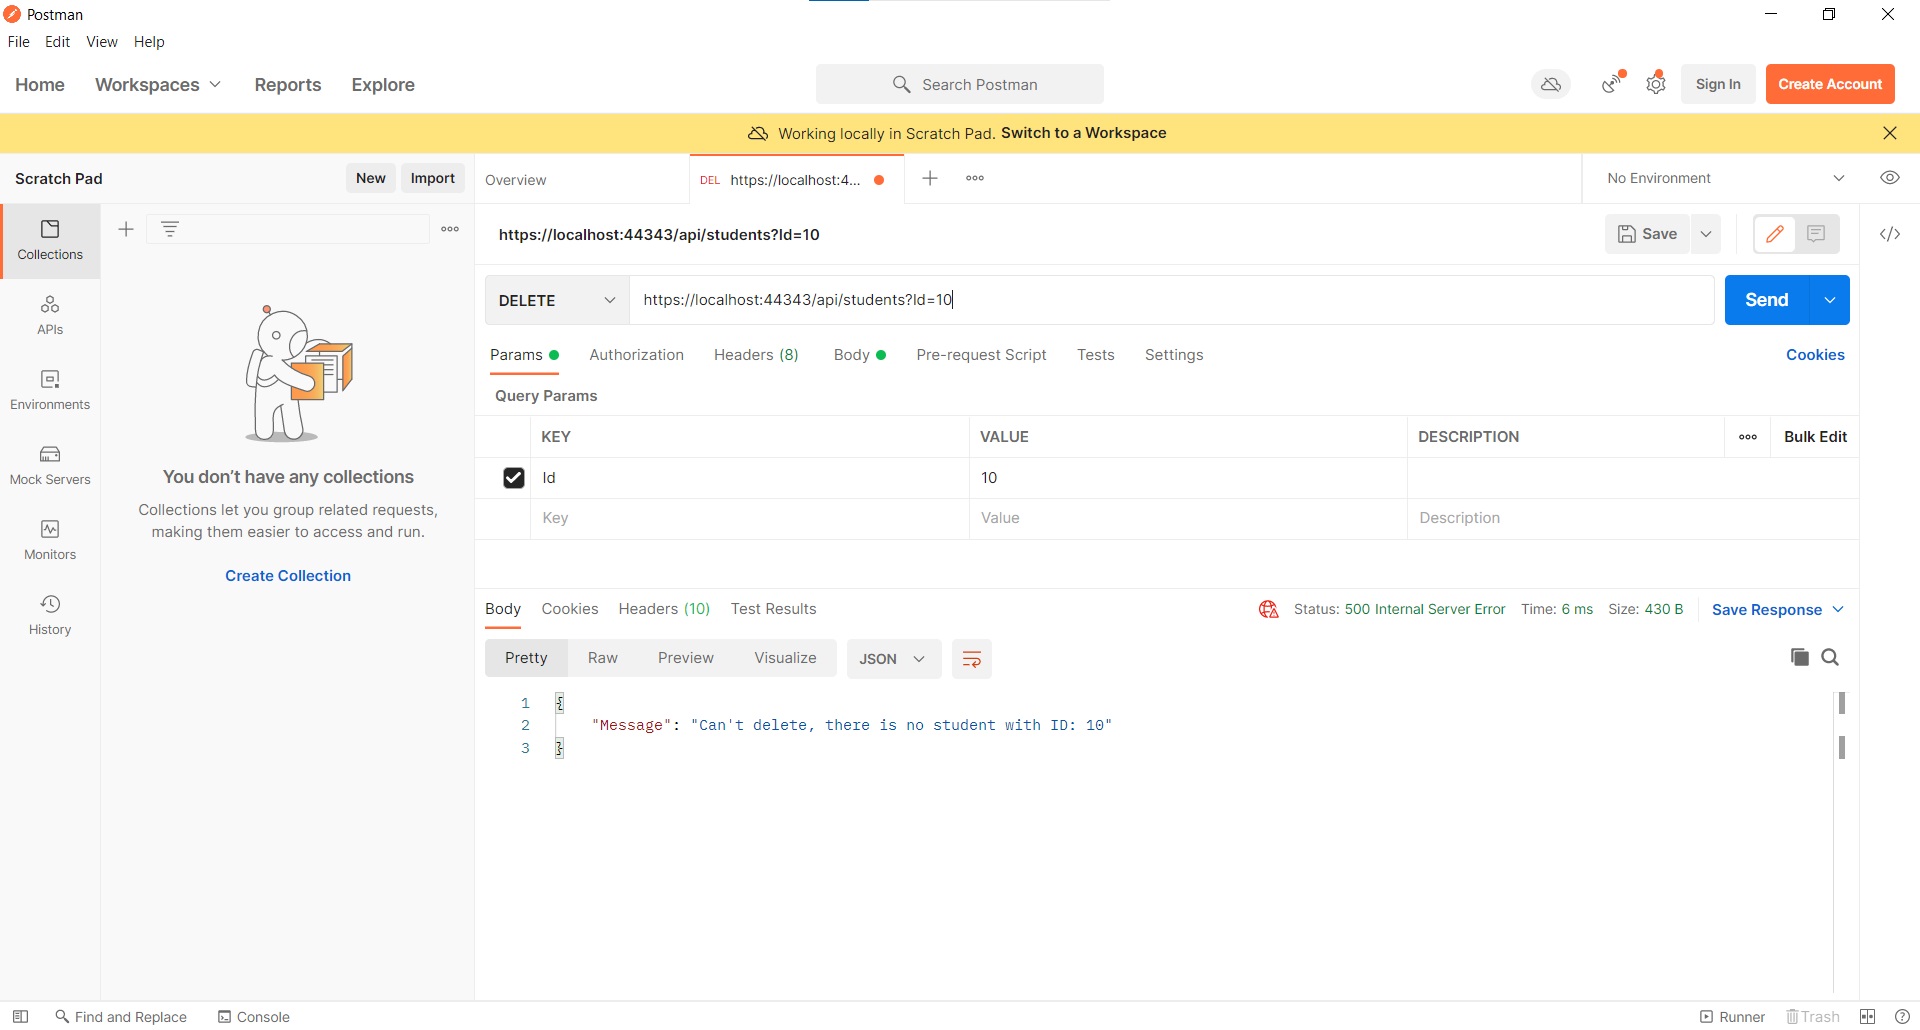 Postman
File Edit View Help
Home Workspaces Reports Explore Search Postman Sign In Create Account
Working locally in Scratch Pad. Switch to a Workspace
Scratch Pad New Import Overview DEL https://localhost:4... No Environment
Collections
https://localhost:44343/api/students?Id=10 Save
DELETE https://localhost:44343/api/students?Id=10 Send
APIs
Params Authorization Headers (8) Body Pre-request Script Tests Settings Cookies
Environments
Query Params
KEY VALUE DESCRIPTION Bulk Edit
Mock Servers
You don't have any collections
Id 10
Collections let you group related requests,
making them easier to access and run.
Key Value Description
Monitors
Create Collection
History
Body Cookies Headers (10) Test Results Status: 500 Internal Server Error Time: 6 ms Size: 430 B Save Response
Pretty Raw Preview Visualize JSON
1 {
2 "Message": "Can't delete, there is no student with ID: 10"
3 }
Find and Replace Console Runner Trash